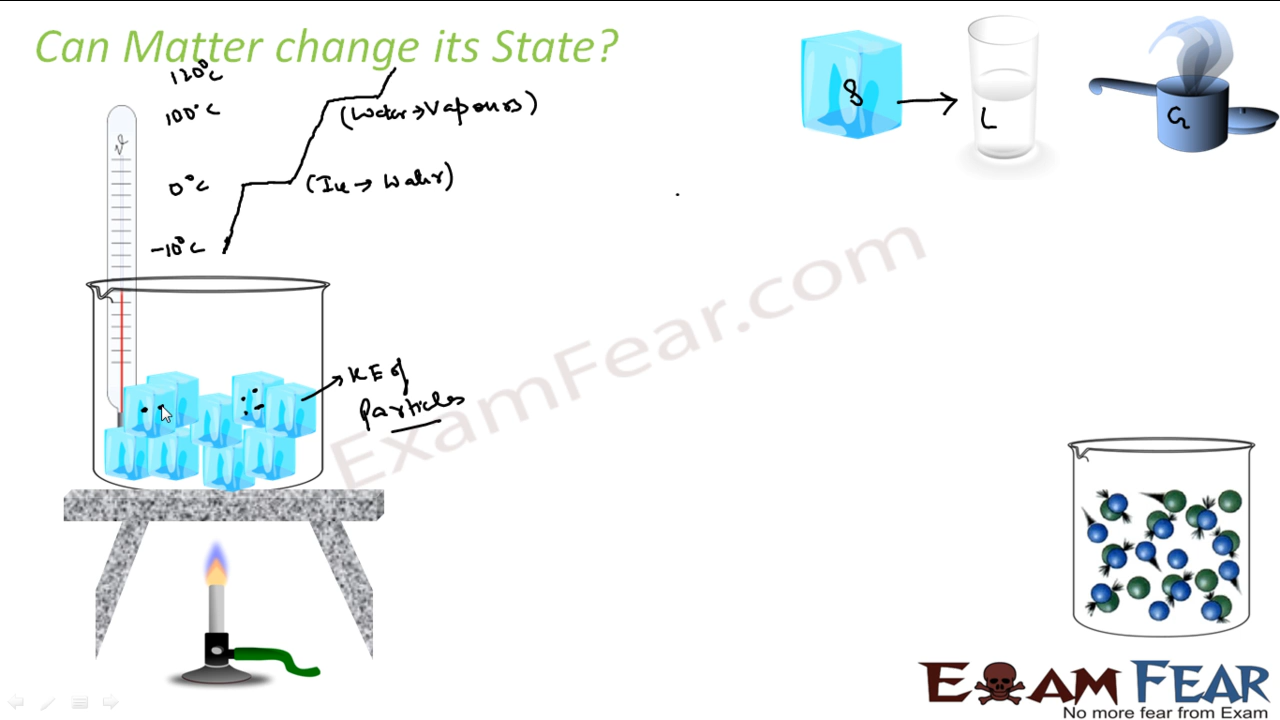 Can Matter change its State?
120°C
100°C
(Water→Vapours)
0°C
(Ice → Water)
-10°C
KE of
Particles
S
L
G
ExamFear.com
EXAM FEAR
No more fear from Exam